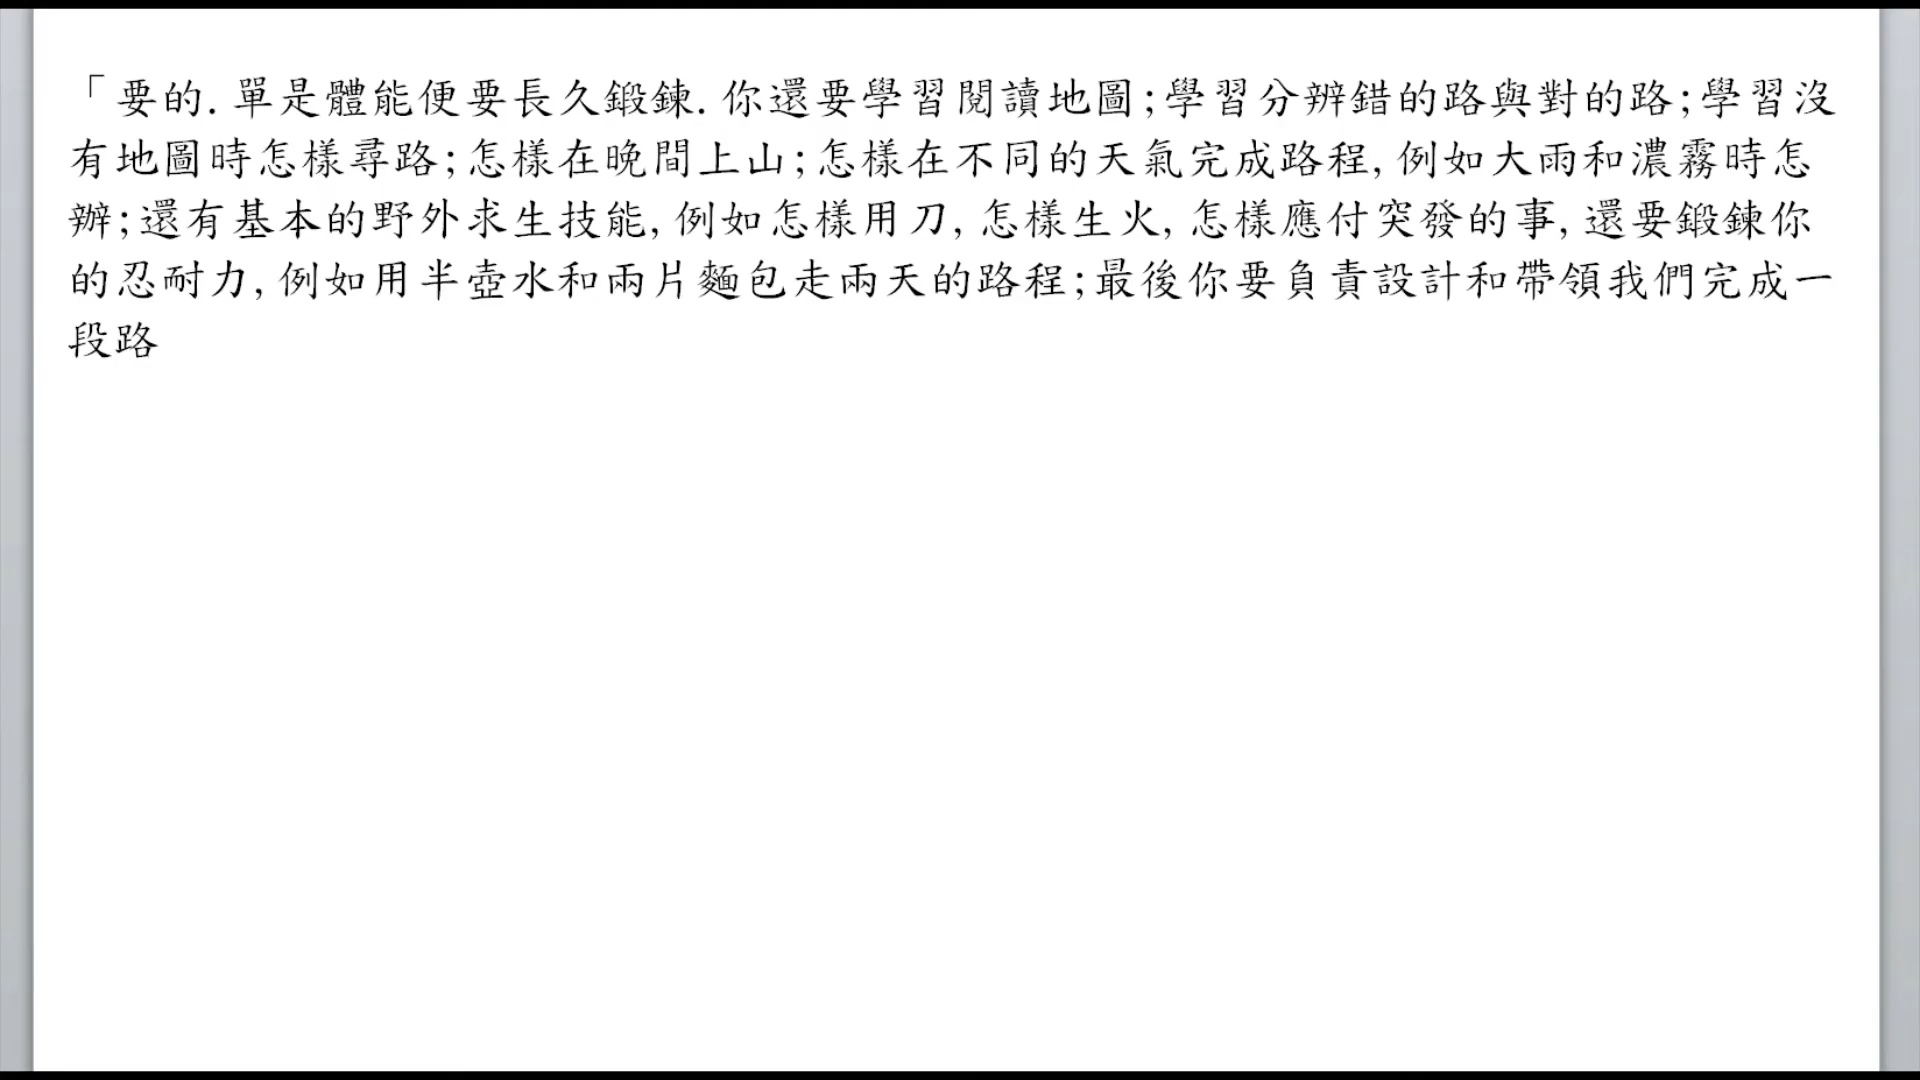 「要的.單是體能便要長久鍛鍊.你還要學習閱讀地圖;學習分辨錯的路與對的路;學習沒
有地圖時怎樣尋路;怎樣在晚間上山;怎樣在不同的天氣完成路程,例如大雨和濃霧時怎
辦;還有基本的野外求生技能,例如怎樣用刀,怎樣生火,怎樣應付突發的事,還要鍛鍊你
的忍耐力,例如用半壺水和兩片麵包走兩天的路程;最後你要負責設計和帶領我們完成一
段路